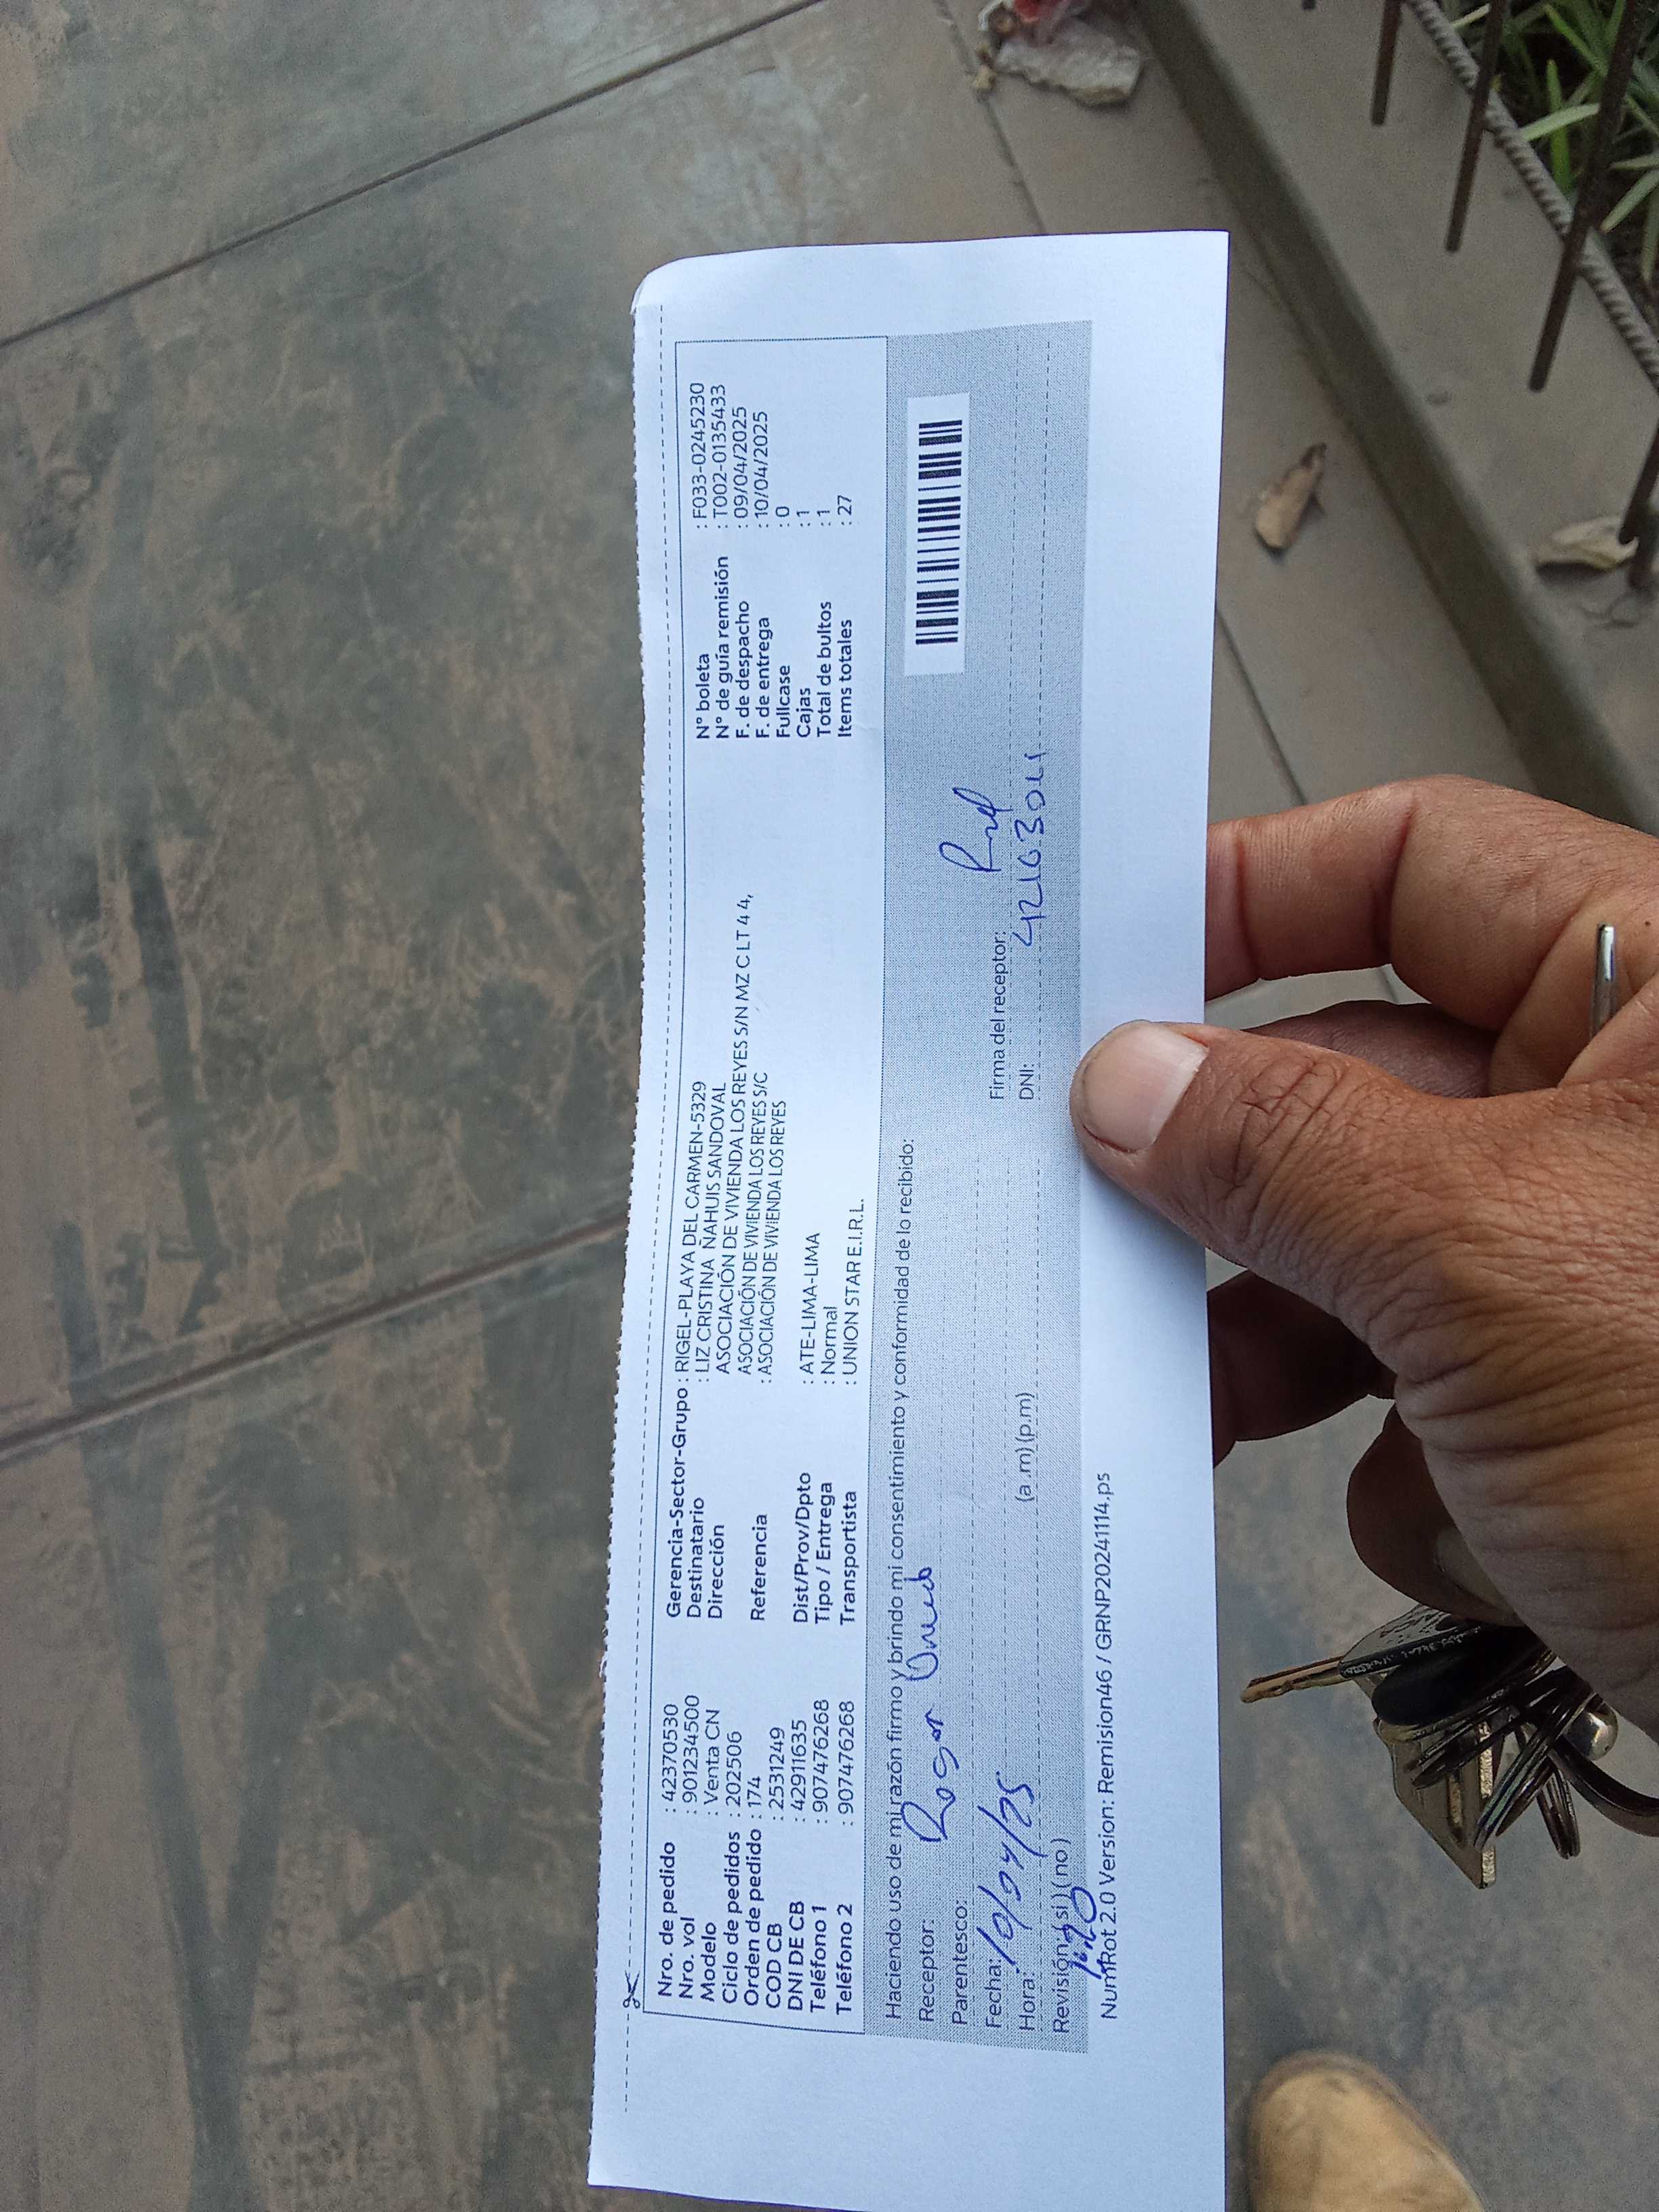 Nro. de pedido : 42370530
Nro. vol : 901234500
Modelo : Venta CN
Ciclo de pedidos : 202506
Orden de pedido : 174
COD CB : 2531249
DNI DE CB : 42911635
Teléfono 1 : 907476268
Teléfono 2 : 907476268
Gerencia-Sector-Grupo : RIGEL-PLAYA DEL CARMEN-5329
Destinatario : LIZ CRISTINA ÑAHUIS SANDOVAL
Dirección ASOCIACIÓN DE VIVIENDA LOS REYES S/N MZ C LT 4 4,
ASOCIACIÓN DE VIVIENDA LOS REYES S/C
Referencia : ASOCIACIÓN DE VIVIENDA LOS REYES
Dist/Prov/Dpto : ATE-LIMA-LIMA
Tipo / Entrega : Normal
Transportista : UNION STAR E.I.R.L.
N° boleta : F033-0245230
N° de guía remisión : T002-0135433
F. de despacho : 09/04/2025
F. de entrega : 10/04/2025
Fullcase : 0
Cajas : 1
Total de bultos : 1
Items totales : 27
Haciendo uso de mi razón firmo y brindo mi consentimiento y conformidad de lo recibido:
Receptor: Roger
Parentesco:
Fecha: 10/04/25
Hora: (a.m) (p.m)
Revisión (si) (no)
Firma del receptor:
DNI:
NumRot 2.0 Version: Remision46 / GRNP20241114.ps